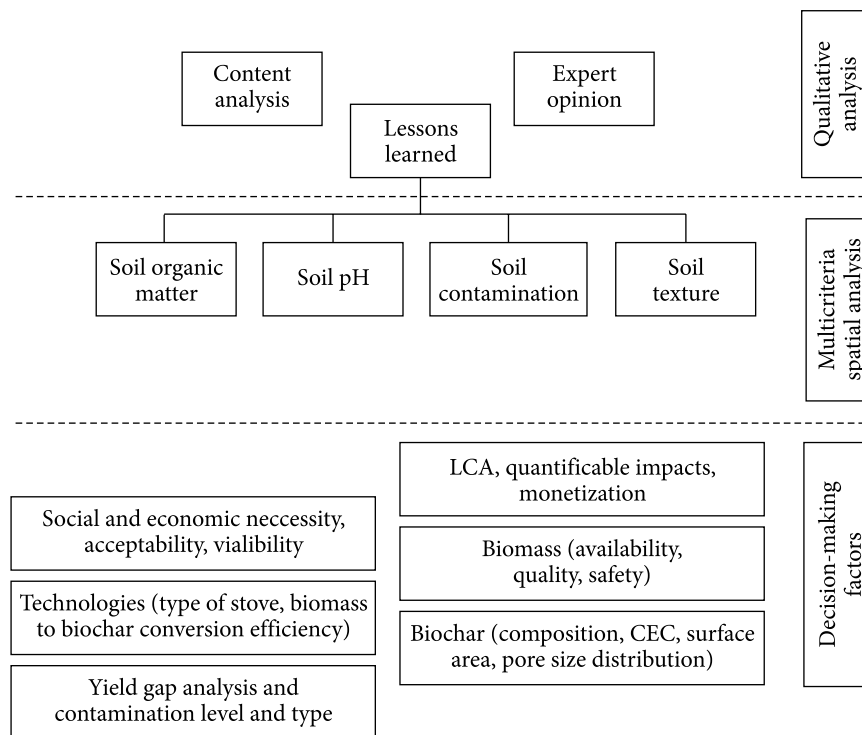 Content
analysis
Expert
opinion
Lessons
learned
Qualitative
analysis
Soil organic
matter
Soil pH
Soil
contamination
Soil
texture
Multicriteria
spatial analysis
Social and economic neccessity,
acceptability, vialibility
Technologies (type of stove, biomass
to biochar conversion efficiency)
Yield gap analysis and
contamination level and type
LCA, quantificable impacts,
monetization
Biomass (availability,
quality, safety)
Biochar (composition, CEC, surface
area, pore size distribution)
Decision-making
factors